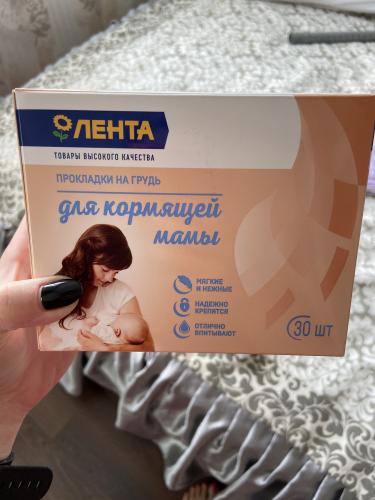 ЛЕНТА
ТОВАРЫ ВЫСОКОГО КАЧЕСТВА
ПРОКЛАДКИ НА ГРУДЬ
для кормящей
мамы
МЯГКИЕ
И НЕЖНЫЕ
НАДЕЖНО
КРЕПЯТСЯ
ОТЛИЧНО
ВПИТЫВАЮТ
30 ШТ